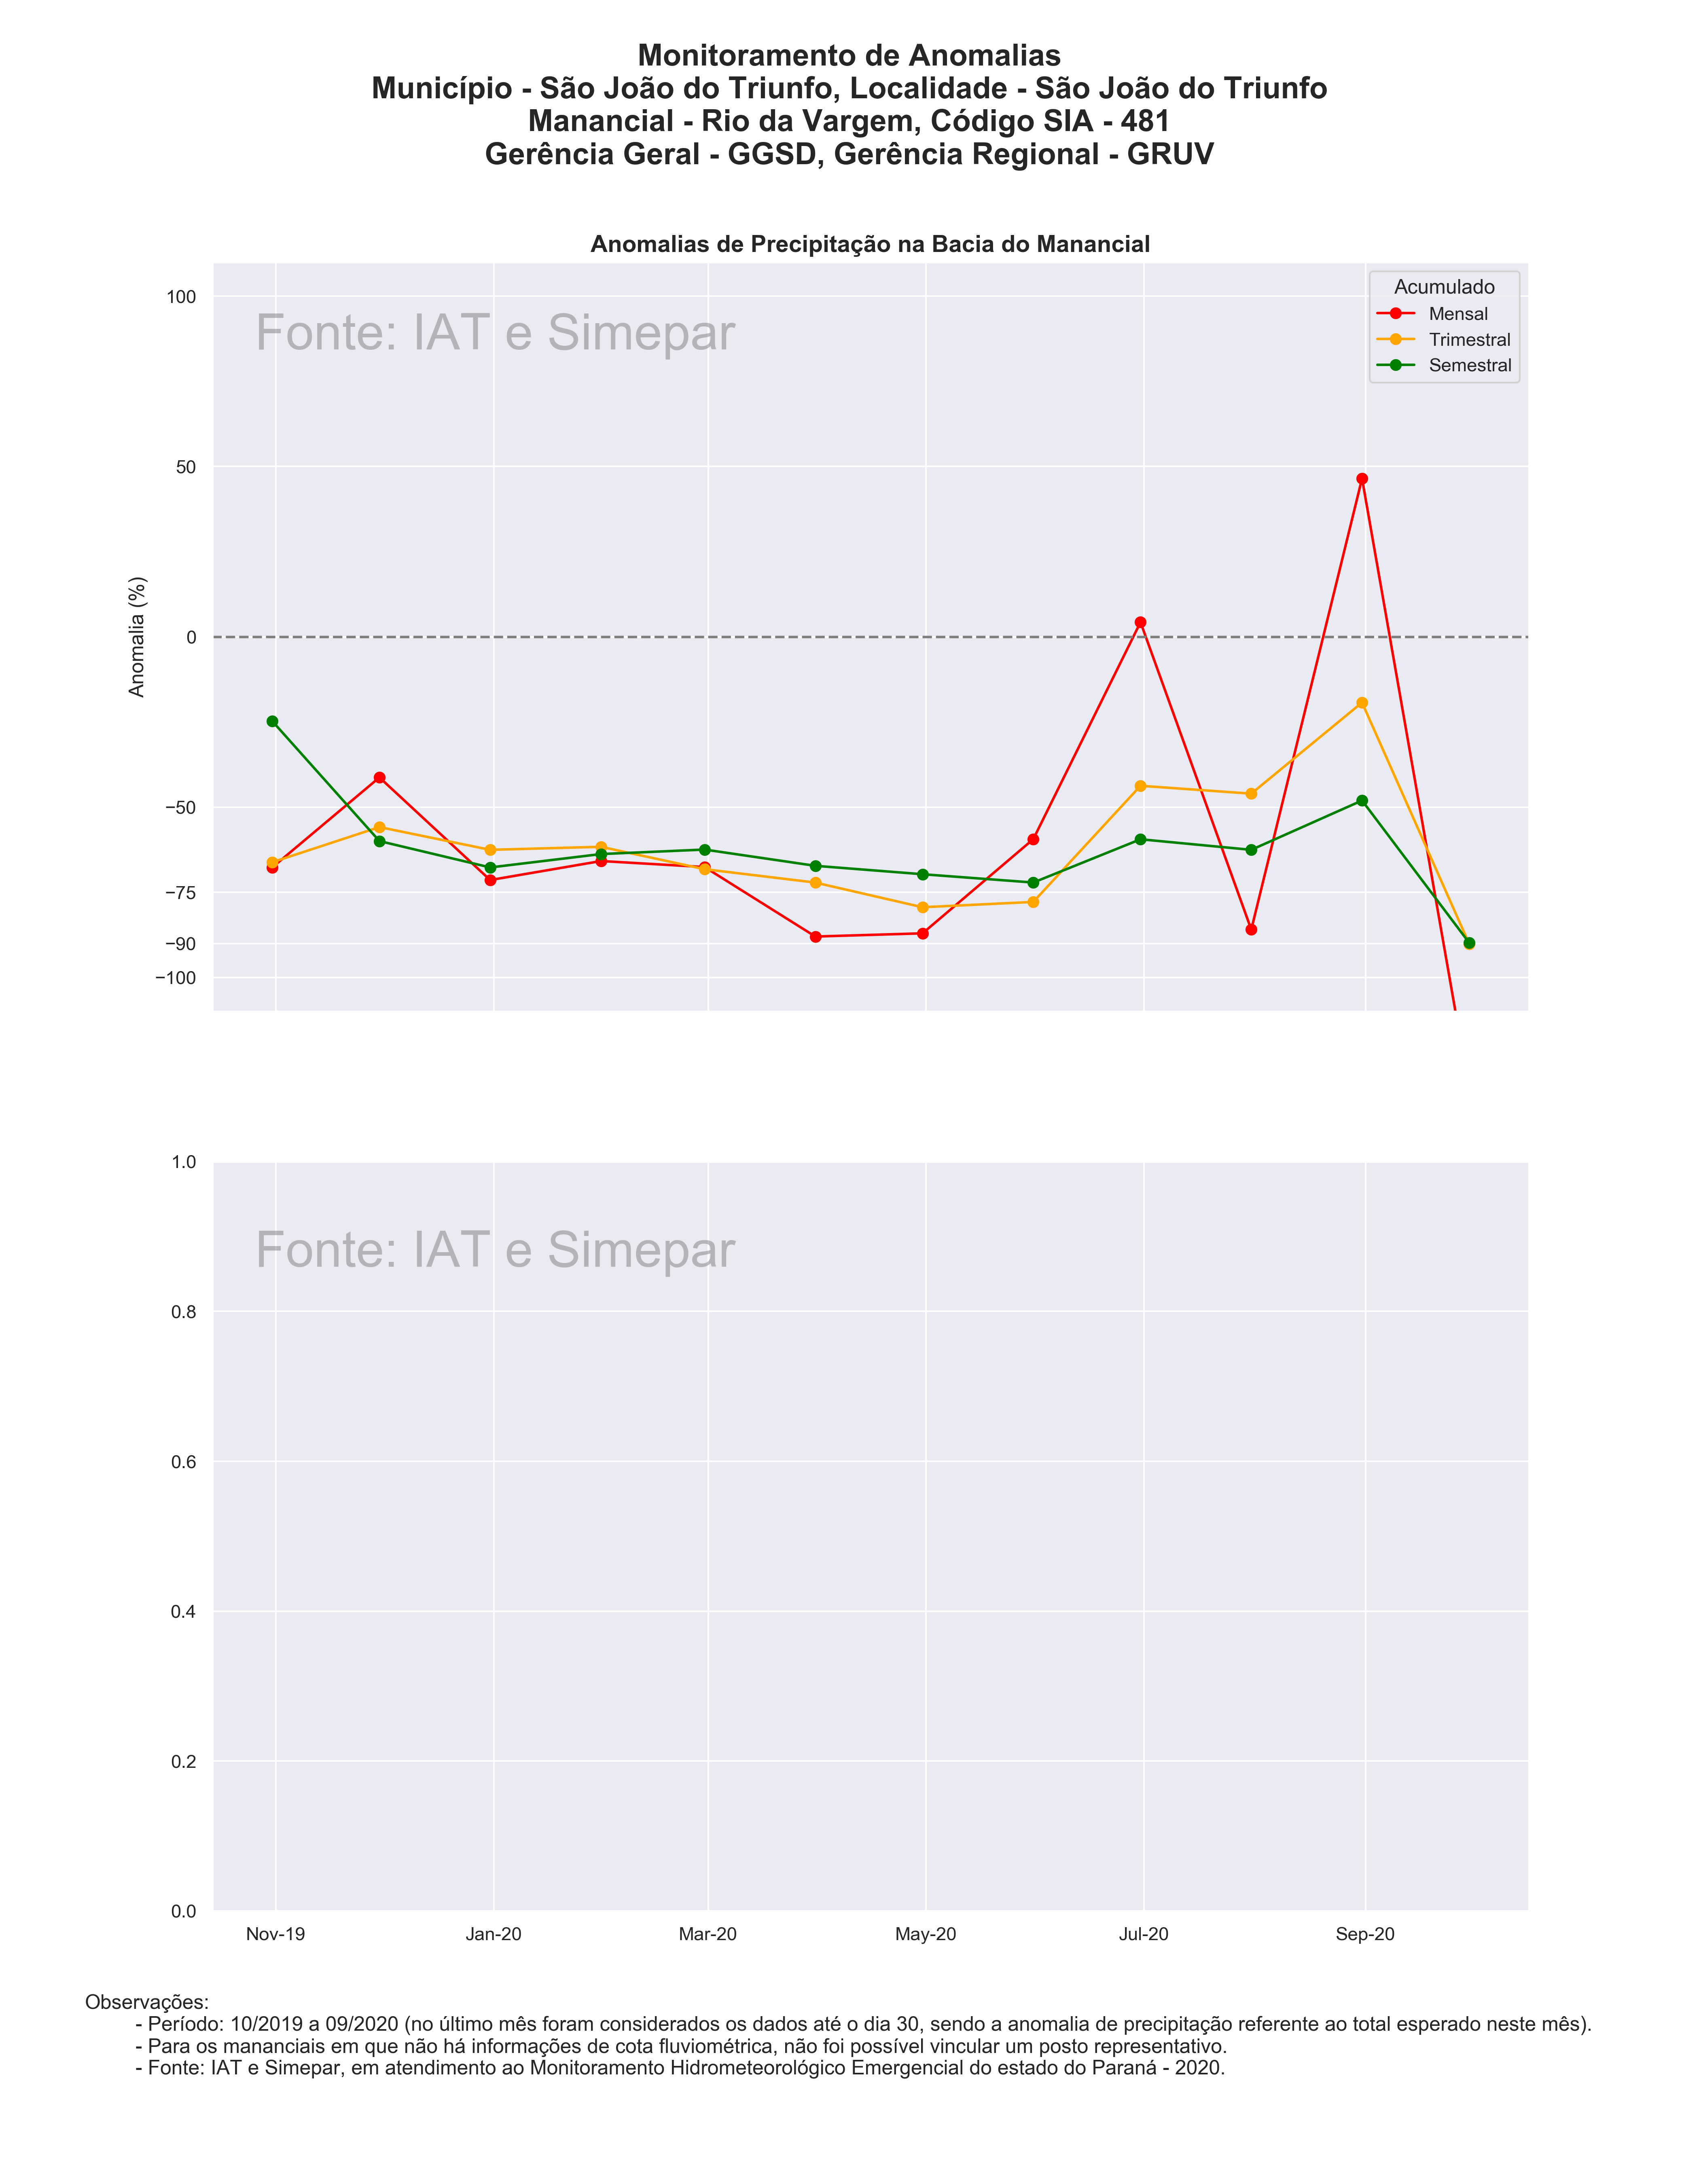 Monitoramento de Anomalias
Município - São João do Triunfo, Localidade - São João do Triunfo
Manancial - Rio da Vargem, Código SIA - 481
Gerência Geral - GGSD, Gerência Regional - GRUV
Anomalias de Precipitação na Bacia do Manancial
Fonte: IAT e Simepar
Acumulado
Mensal
Trimestral
Semestral
Anomalia (%)
100
50
0
−50
−75
−90
−100
Fonte: IAT e Simepar
1.0
0.8
0.6
0.4
0.2
0.0
Nov-19 Jan-20 Mar-20 May-20 Jul-20 Sep-20
Observações:
- Período: 10/2019 a 09/2020 (no último mês foram considerados os dados até o dia 30, sendo a anomalia de precipitação referente ao total esperado neste mês).
- Para os mananciais em que não há informações de cota fluviométrica, não foi possível vincular um posto representativo.
- Fonte: IAT e Simepar, em atendimento ao Monitoramento Hidrometeorológico Emergencial do estado do Paraná - 2020.